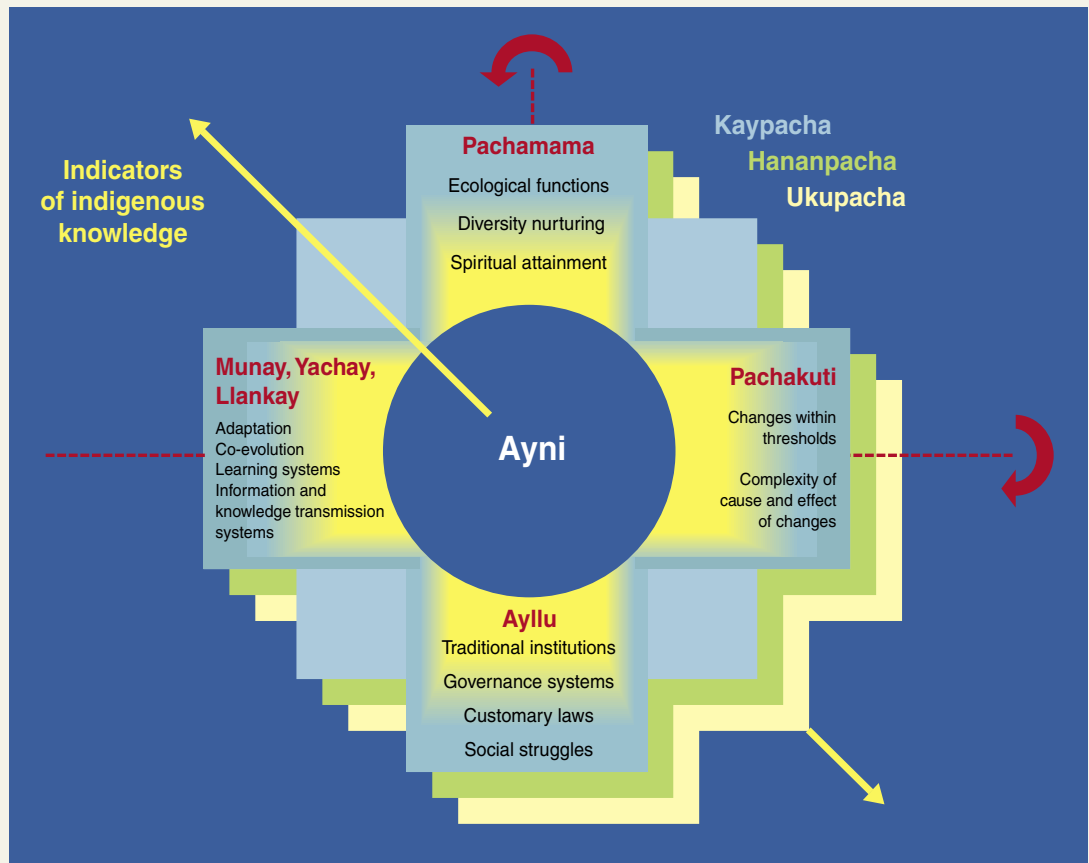 Kaypacha
Hananpacha
Ukupacha
Indicators
of indigenous
knowledge
Pachamama
Ecological functions
Diversity nurturing
Spiritual attainment
Munay, Yachay,
Llankay
Adaptation
Co-evolution
Learning systems
Information and
knowledge transmission
systems
Ayni
Pachakuti
Changes within
thresholds
Complexity of
cause and effect
of changes
Ayllu
Traditional institutions
Governance systems
Customary laws
Social struggles